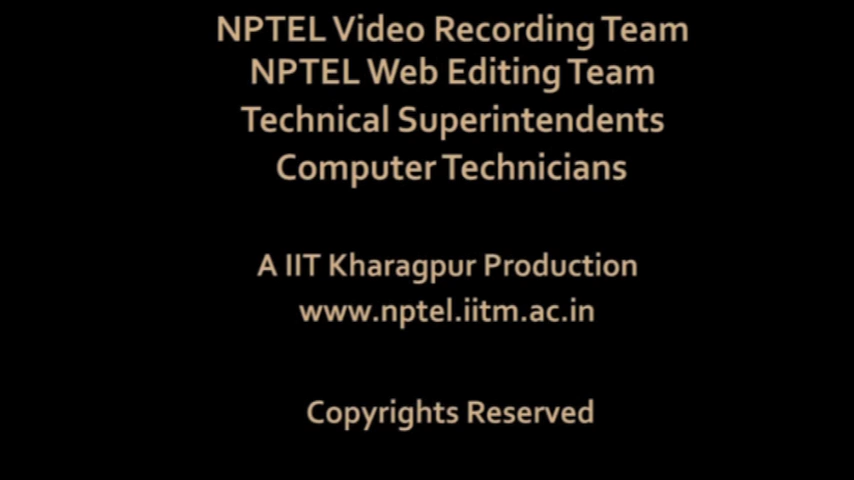 NPTEL Video Recording Team
NPTEL Web Editing Team
Technical Superintendents
Computer Technicians
A IIT Kharagpur Production
www.nptel.iitm.ac.in
Copyrights Reserved